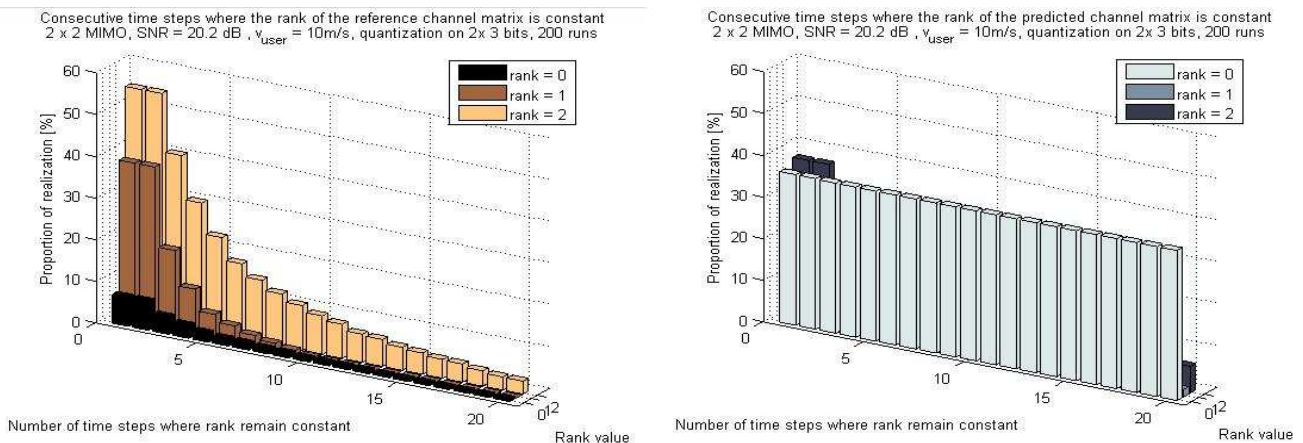 Consecutive time steps where the rank of the reference channel matrix is constant
2 x 2 MIMO, SNR = 20.2 dB , v_user = 10m/s, quantization on 2x 3 bits, 200 runs
rank = 0
rank = 1
rank = 2
Proportion of realization [%]
60
50
40
30
20
10
0
0
5
10
15
20
0
1
2
Number of time steps where rank remain constant
Rank value
Consecutive time steps where the rank of the predicted channel matrix is constant
2 x 2 MIMO, SNR = 20.2 dB , v_user = 10m/s, quantization on 2x 3 bits, 200 runs
rank = 0
rank = 1
rank = 2
Proportion of realization [%]
60
50
40
30
20
10
0
0
5
10
15
20
0
1
2
Number of time steps where rank remain constant
Rank value